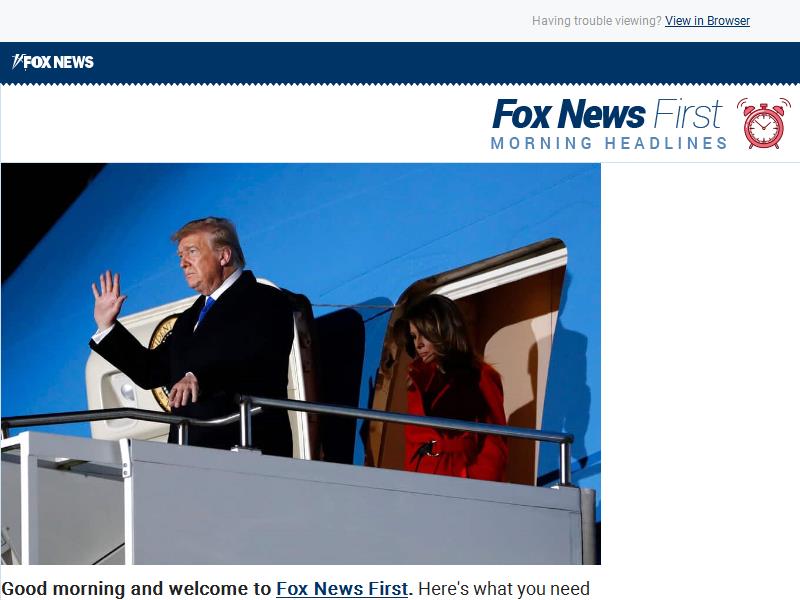 Having trouble viewing? View in Browser
FOX NEWS
Fox News First
MORNING HEADLINES
Good morning and welcome to Fox News First. Here's what you need